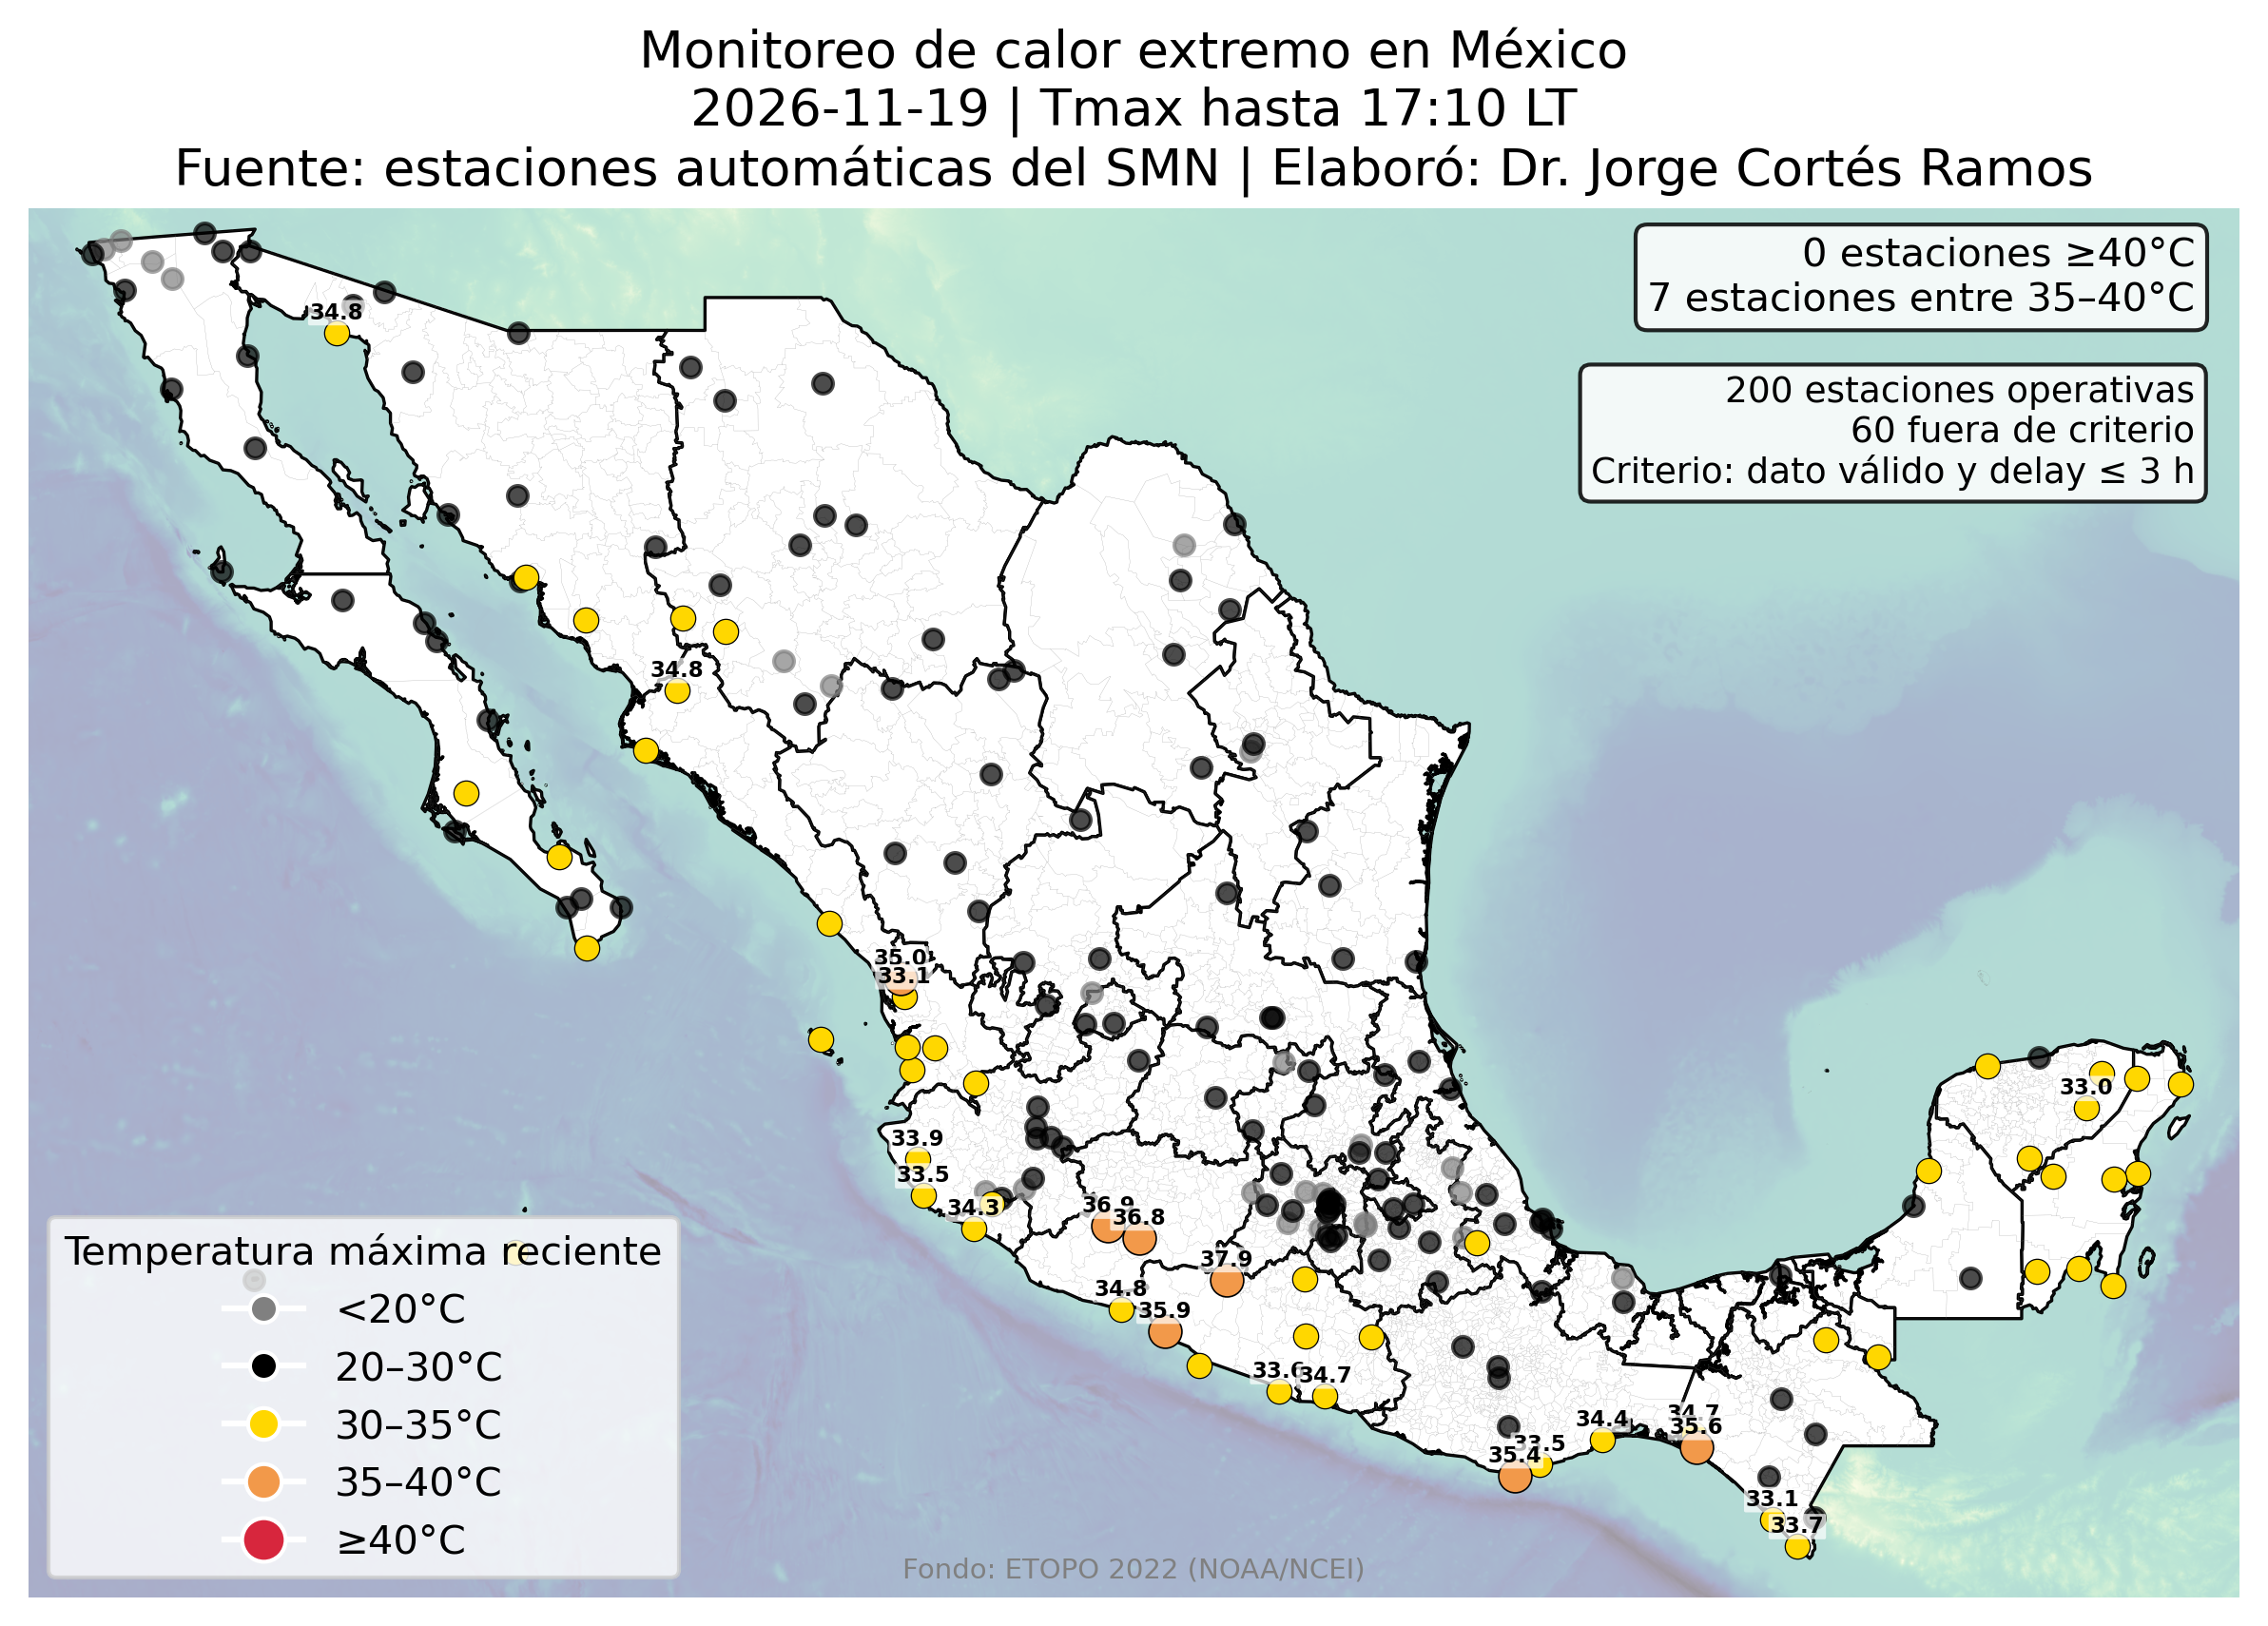 Monitoreo de calor extremo en México
2026-11-19 | Tmax hasta 17:10 LT
Fuente: estaciones automáticas del SMN | Elaboró: Dr. Jorge Cortés Ramos
0 estaciones ≥40°C
7 estaciones entre 35–40°C
200 estaciones operativas
60 fuera de criterio
Criterio: dato válido y delay ≤ 3 h
34.8
34.8
35.0
33.1
33.0
33.9
33.5
34.3
36.9
36.8
37.9
34.8
35.9
33.6
34.7
34.4
34.7
35.6
33.5
35.4
33.1
33.7
Temperatura máxima reciente
<20°C
20–30°C
30–35°C
35–40°C
≥40°C
Fondo: ETOPO 2022 (NOAA/NCEI)